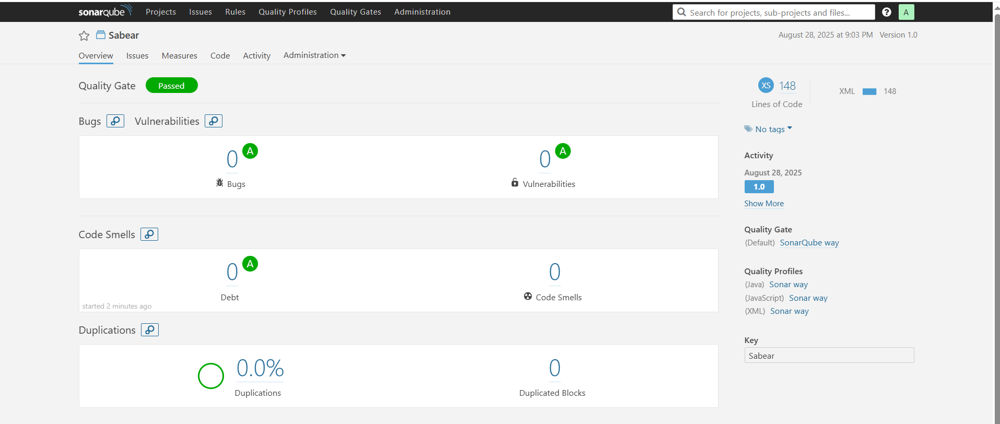 sonarqube Projects Issues Rules Quality Profiles Quality Gates Administration Search for projects, sub-projects and files... ? A
Sabear August 28, 2025 at 9:03 PM Version 1.0
Overview Issues Measures Code Activity Administration
Quality Gate Passed
XS 148 XML 148
Lines of Code
Bugs Vulnerabilities
No tags
0 A 0 A
Bugs Vulnerabilities
Activity
August 28, 2025
1.0
Show More
Code Smells
Quality Gate
(Default) SonarQube way
0 A 0
Debt Code Smells
started 2 minutes ago
Quality Profiles
(Java) Sonar way
(JavaScript) Sonar way
(XML) Sonar way
Duplications
0.0% 0
Duplications Duplicated Blocks
Key
Sabear